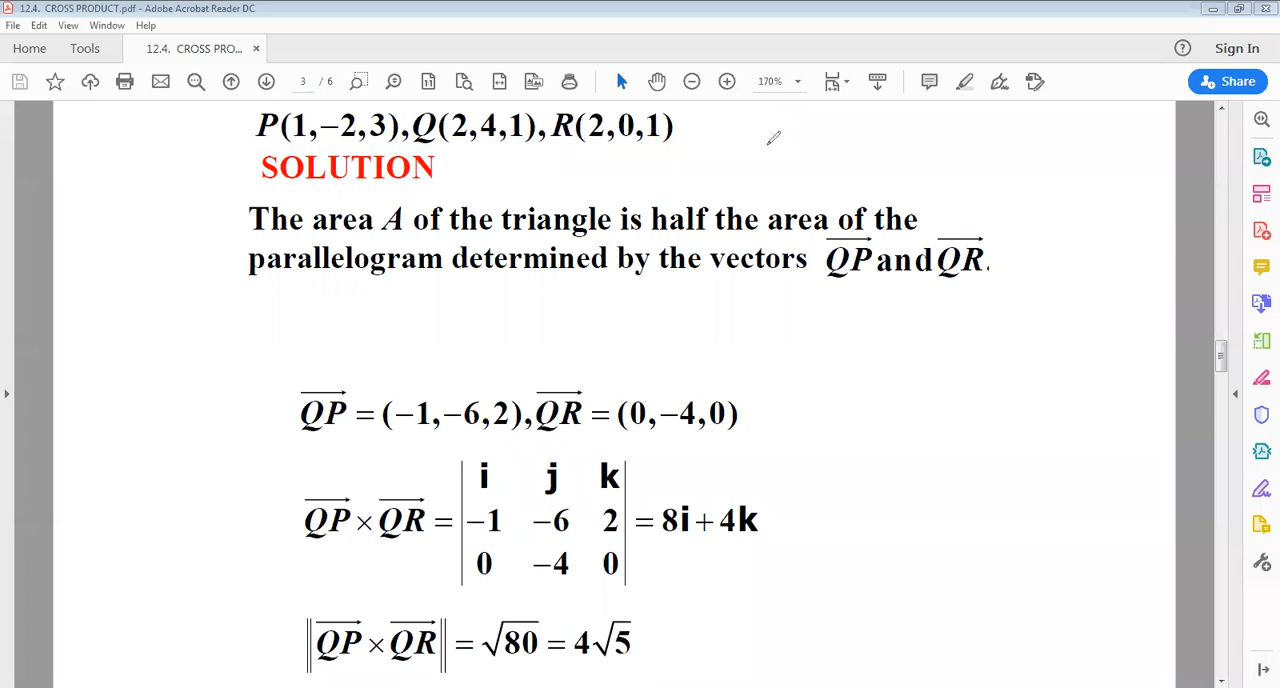 12.4. CROSS PRODUCT.pdf - Adobe Acrobat Reader DC
File Edit View Window Help
Home Tools 12.4. CROSS PRO... × Sign In
3 / 6 170% Share
P(1,−2,3),Q(2,4,1),R(2,0,1)
SOLUTION
The area A of the triangle is half the area of the
parallelogram determined by the vectors QP and QR.
QP = (−1,−6,2), QR = (0,−4,0)
i j k
QP × QR = −1 −6 2 = 8i + 4k
0 −4 0
‖QP × QR‖ = √80 = 4√5